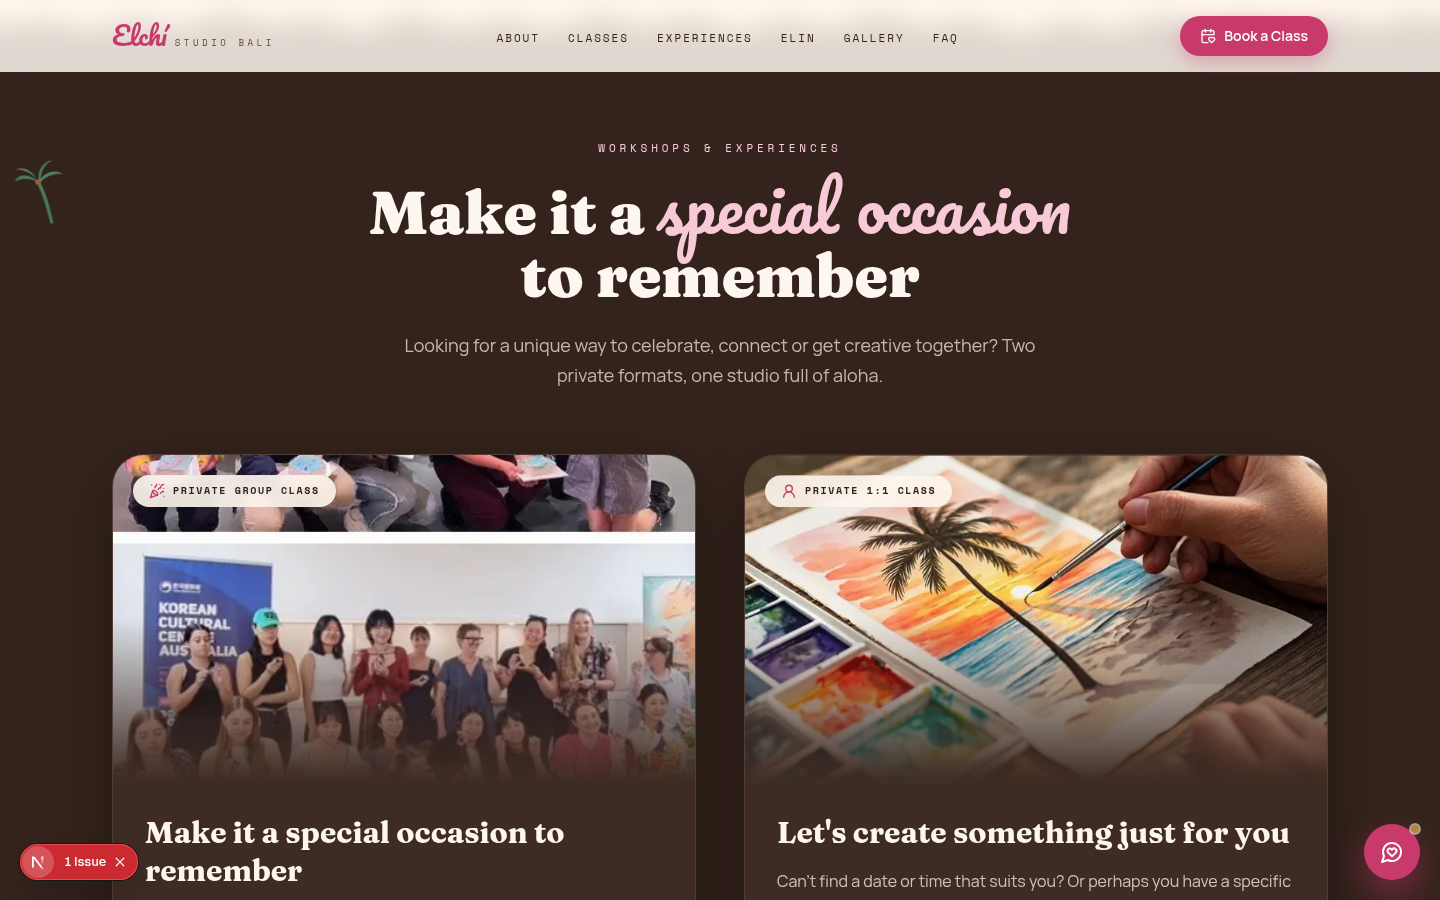 Elchí STUDIO BALI
ABOUT CLASSES EXPERIENCES ELIN GALLERY FAQ
Book a Class
WORKSHOPS & EXPERIENCES
Make it a special occasion
to remember
Looking for a unique way to celebrate, connect or get creative together? Two
private formats, one studio full of aloha.
PRIVATE GROUP CLASS
KOREAN
CULTURAL
AUSTRALIA
Make it a special occasion to
remember
PRIVATE 1:1 CLASS
Let's create something just for you
Can't find a date or time that suits you? Or perhaps you have a specific
N 1 Issue